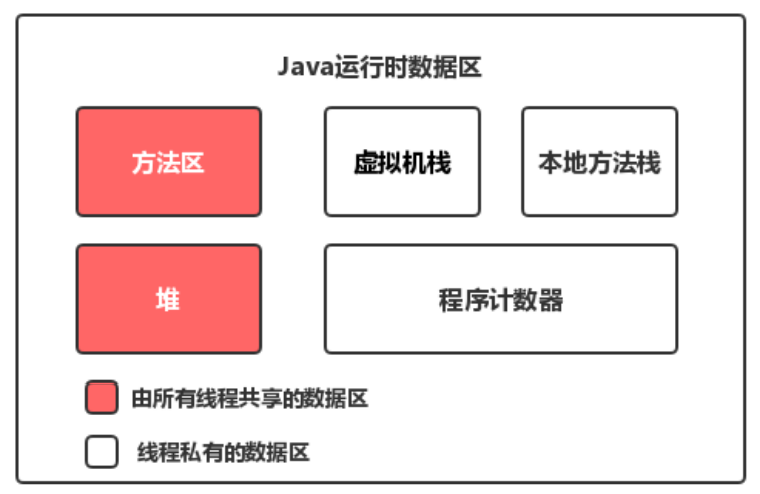 Java运行时数据区
方法区
虚拟机栈
本地方法栈
堆
程序计数器
由所有线程共享的数据区
线程私有的数据区